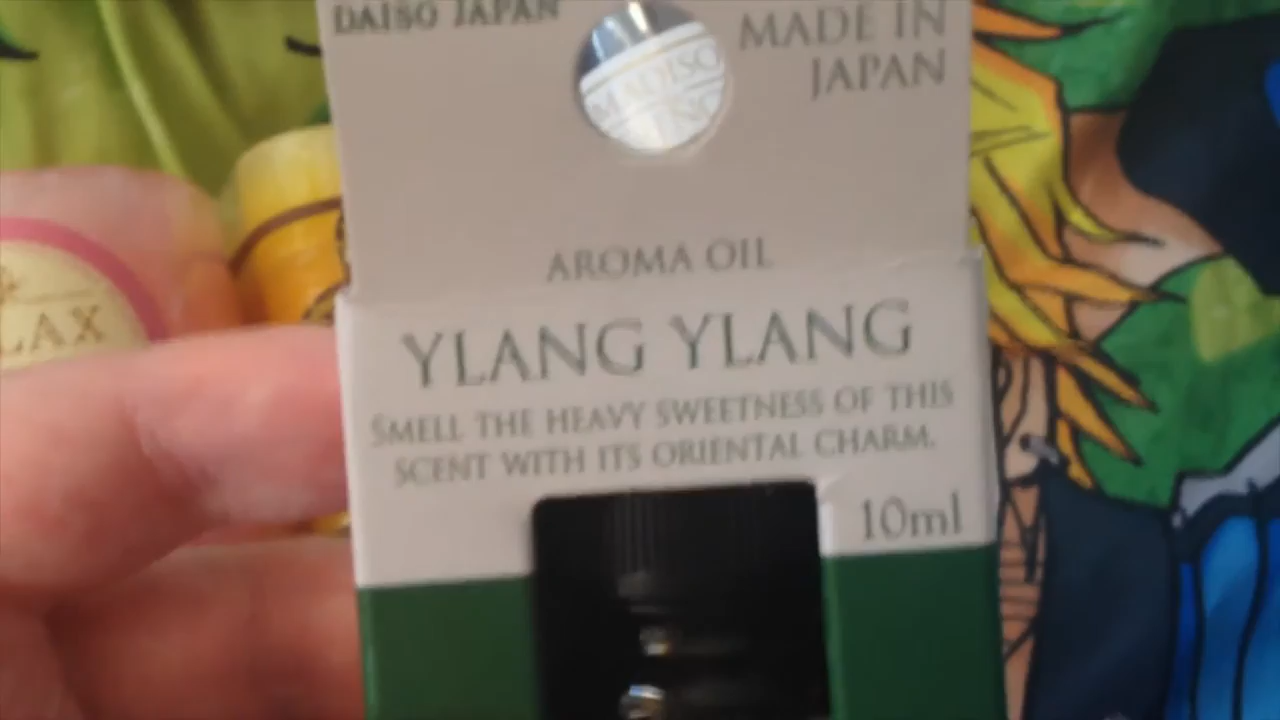 DAISO JAPAN
MADE IN
JAPAN
AROMA OIL
YLANG YLANG
SMELL THE HEAVY SWEETNESS OF THIS
SCENT WITH ITS ORIENTAL CHARM.
10ml
LAX